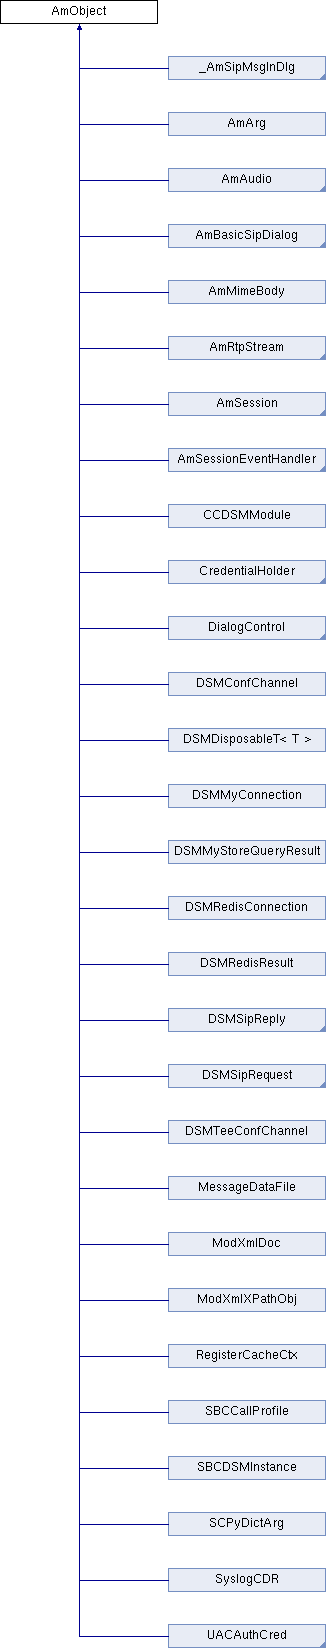 AmObject
_AmSipMsgInDlg
AmArg
AmAudio
AmBasicSipDialog
AmMimeBody
AmRtpStream
AmSession
AmSessionEventHandler
CCDSMModule
CredentialHolder
DialogControl
DSMConfChannel
DSMDisposableT< T >
DSMMyConnection
DSMMyStoreQueryResult
DSMRedisConnection
DSMRedisResult
DSMSipReply
DSMSipRequest
DSMTeeConfChannel
MessageDataFile
ModXmlDoc
ModXmlXPathObj
RegisterCacheCtx
SBCCallProfile
SBCDSMInstance
SCPyDictArg
SyslogCDR
UACAuthCred